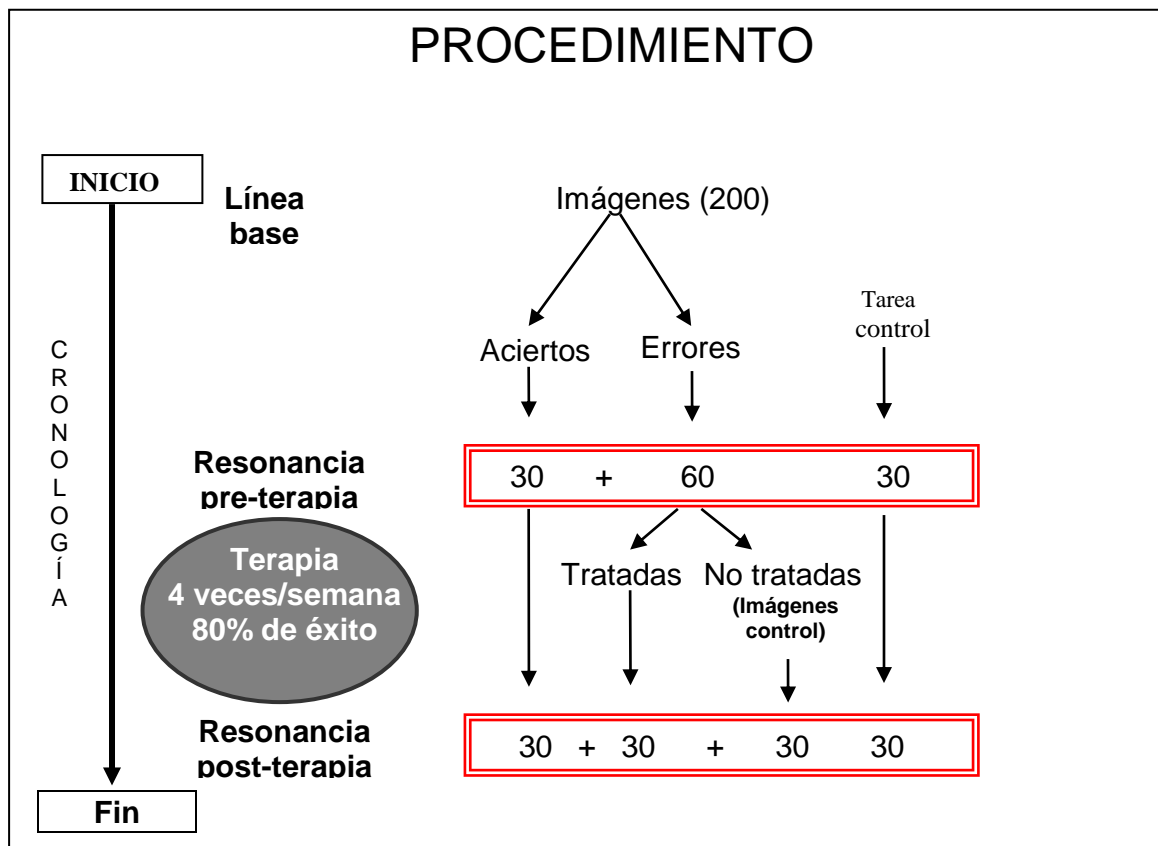 PROCEDIMIENTO
INICIO
Línea
base
Imágenes (200)
Tarea
control
Aciertos
Errores
CRONOLOGÍA
Resonancia
pre-terapia
30 + 60 30
Terapia
4 veces/semana
80% de éxito
Tratadas
No tratadas
(Imágenes
control)
Resonancia
post-terapia
30 + 30 + 30 30
Fin